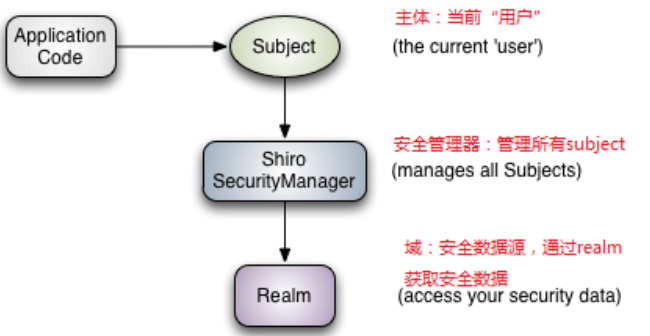 Application
Code
Subject
主体：当前“用户”
(the current 'user')
Shiro
SecurityManager
安全管理器：管理所有subject
(manages all Subjects)
Realm
域：安全数据源，通过realm
获取安全数据
(access your security data)